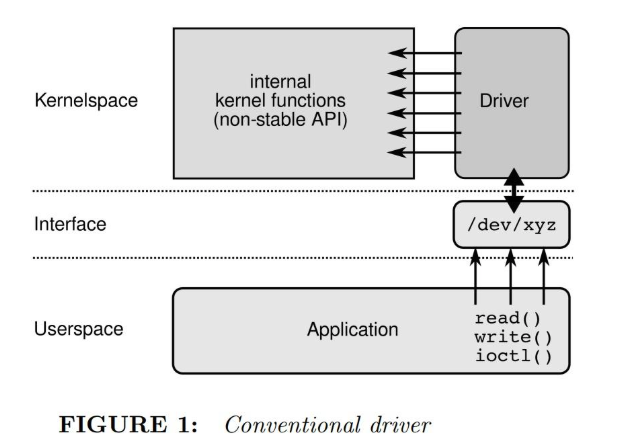 Kernelspace
internal
kernel functions
(non-stable API)
Driver
Interface
/dev/xyz
Userspace
Application
read()
write()
ioctl()
FIGURE 1: Conventional driver